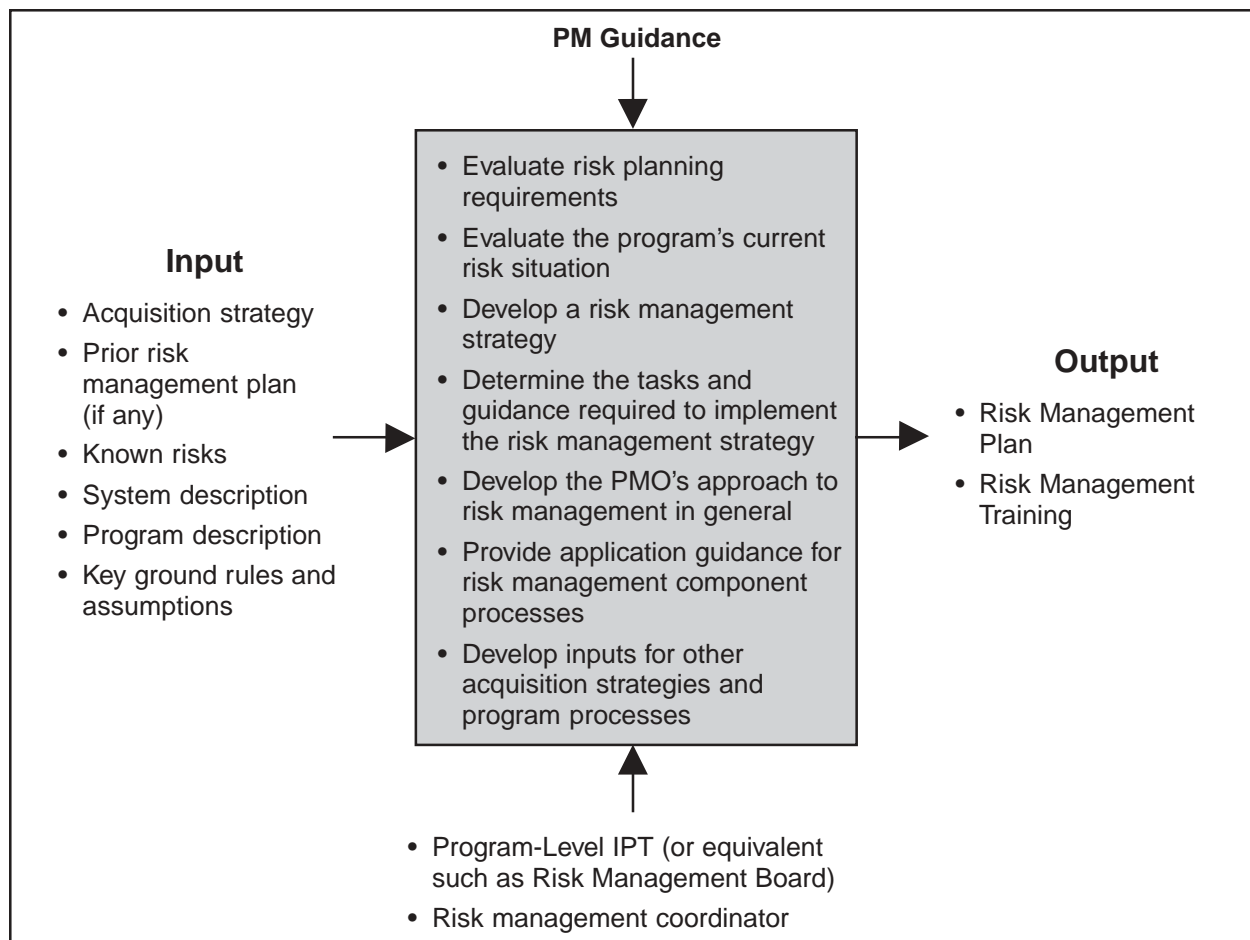 PM Guidance
Input
• Acquisition strategy
• Prior risk
management plan
(if any)
• Known risks
• System description
• Program description
• Key ground rules and
assumptions
• Evaluate risk planning
requirements
• Evaluate the program’s current
risk situation
• Develop a risk management
strategy
• Determine the tasks and
guidance required to implement
the risk management strategy
• Develop the PMO’s approach to
risk management in general
• Provide application guidance for
risk management component
processes
• Develop inputs for other
acquisition strategies and
program processes
Output
• Risk Management
Plan
• Risk Management
Training
• Program-Level IPT (or equivalent
such as Risk Management Board)
• Risk management coordinator